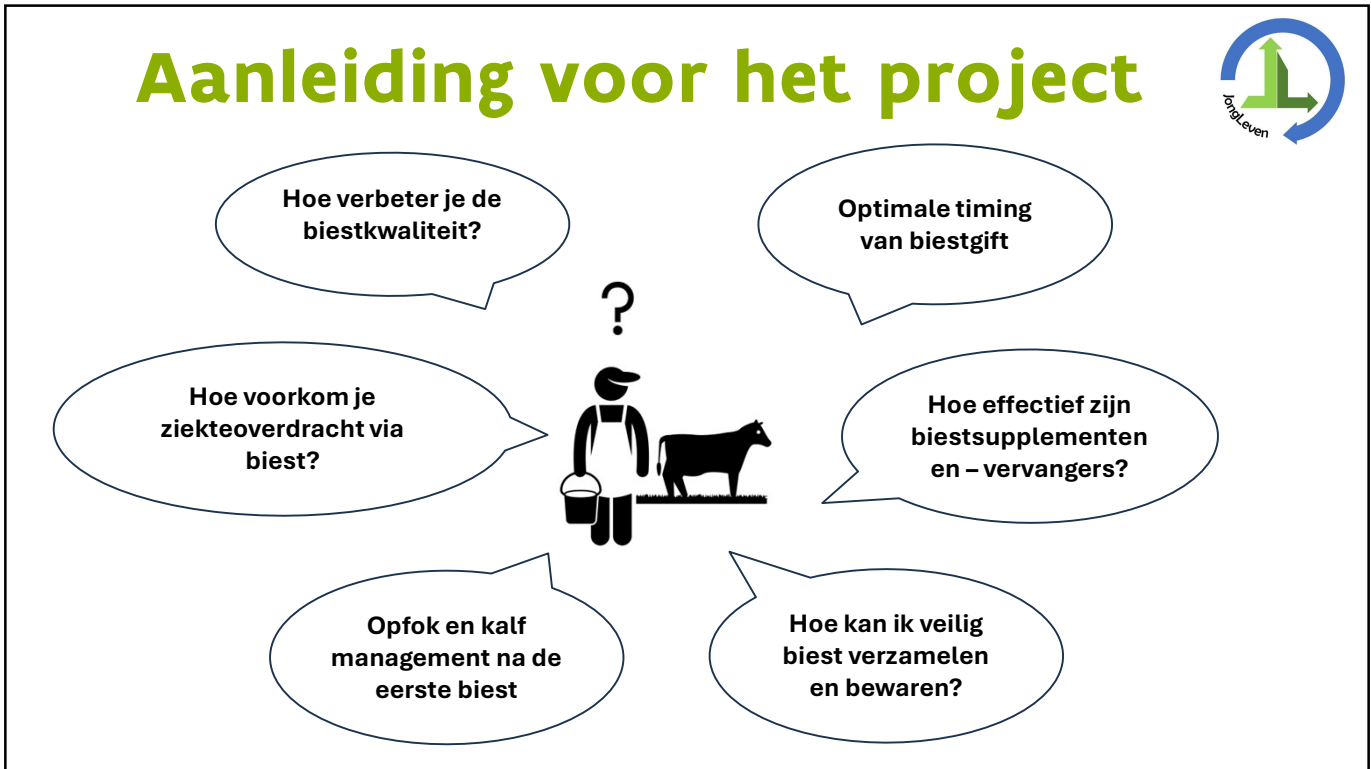 Aanleiding voor het project
JongLeven
Hoe verbeter je de
biestkwaliteit?
Optimale timing
van biestgift
?
Hoe voorkom je
ziekteoverdracht via
biest?
Hoe effectief zijn
biestsupplementen
en – vervangers?
Opfok en kalf
management na de
eerste biest
Hoe kan ik veilig
biest verzamelen
en bewaren?